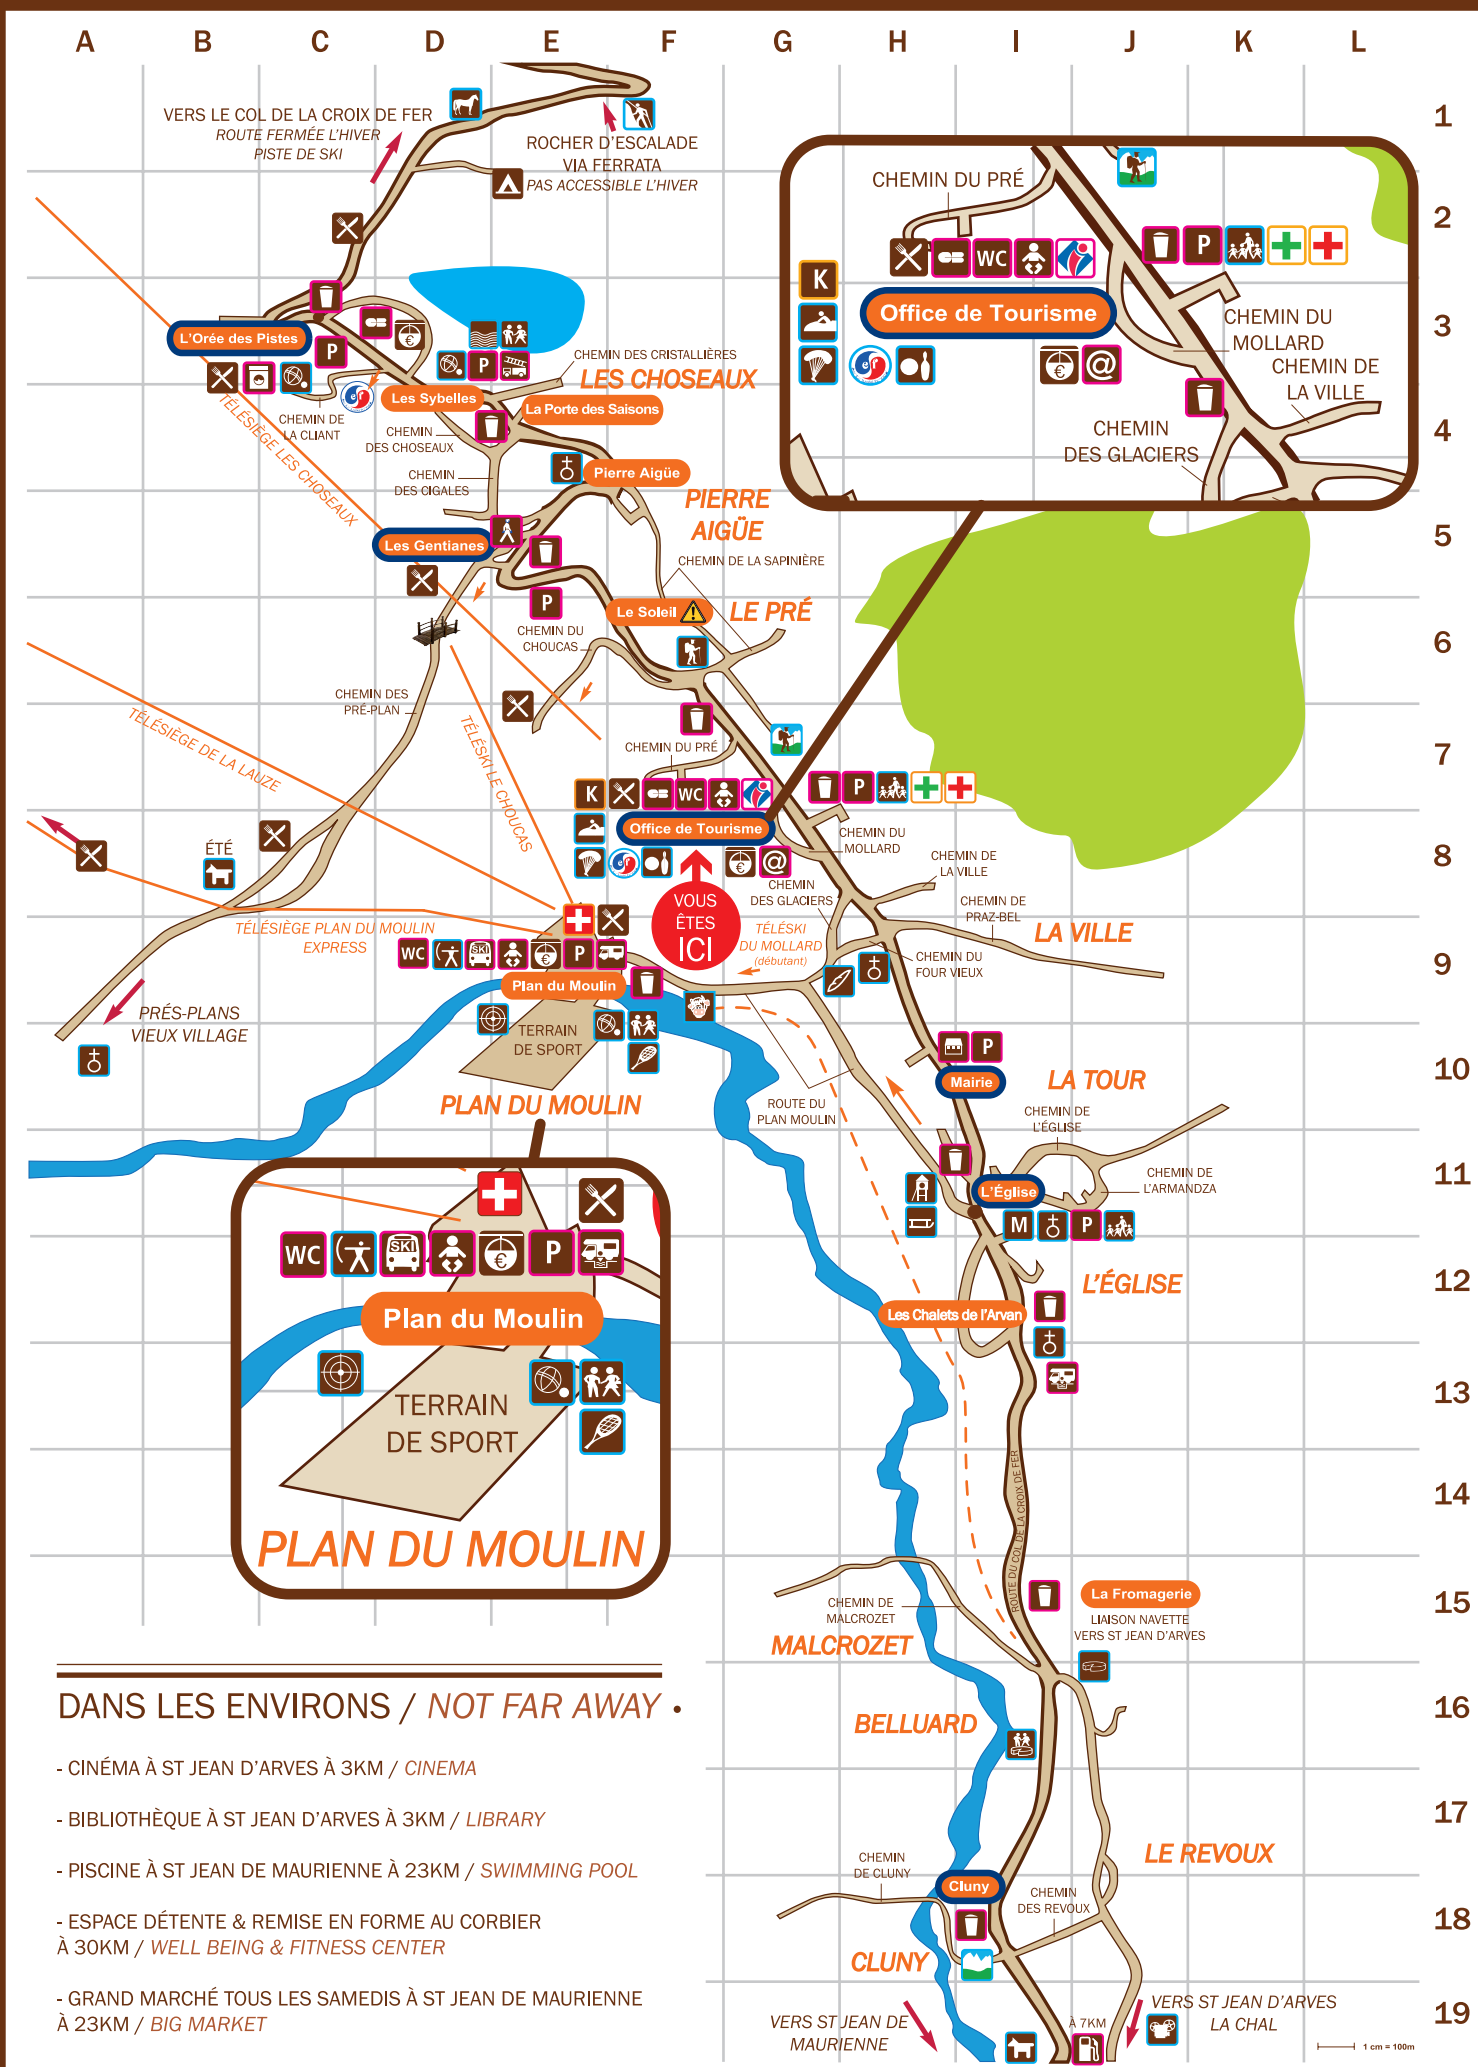 A B C D E F G H I J K L
1
2
3
4
5
6
7
8
9
10
11
12
13
14
15
16
17
18
19
VERS LE COL DE LA CROIX DE FER
ROUTE FERMÉE L'HIVER
PISTE DE SKI
ROCHER D'ESCALADE
VIA FERRATA
PAS ACCESSIBLE L'HIVER
CHEMIN DU PRÉ
WC
P
K
Office de Tourisme
€
@
CHEMIN DU
MOLLARD
CHEMIN DE
LA VILLE
CHEMIN
DES GLACIERS
L'Orée des Pistes
P
€
P
CHEMIN DES CRISTALLIÈRES
LES CHOSEAUX
CHEMIN DE
LA CLIANT
Les Sybelles
La Porte des Saisons
CHEMIN
DES CHOSEAUX
TÉLÉSIÈGE LES CHOSEAUX
CHEMIN
DES CIGALES
Pierre Aigüe
PIERRE
AIGÜE
Les Gentianes
CHEMIN DE LA SAPINIÈRE
P
Le Soleil
LE PRÉ
CHEMIN DU
CHOUCAS
CHEMIN DES
PRÉ-PLAN
TÉLÉSIÈGE DE LA LAUZE
TÉLÉSKI LE CHOUCAS
CHEMIN DU PRÉ
K
WC
P
Office de Tourisme
€
@
CHEMIN DU
MOLLARD
CHEMIN DE
LA VILLE
ÉTÉ
VOUS
ÊTES
ICI
CHEMIN
DES GLACIERS
CHEMIN DE
PRAZ-BEL
LA VILLE
TÉLÉSKI
DU MOLLARD
(débutant)
CHEMIN DU
FOUR VIEUX
TÉLÉSIÈGE PLAN DU MOULIN
EXPRESS
WC
SKI
€
P
Plan du Moulin
TERRAIN
DE SPORT
PRÉS-PLANS
VIEUX VILLAGE
PLAN DU MOULIN
ROUTE DU
PLAN MOULIN
P
Mairie
LA TOUR
CHEMIN DE
L'ÉGLISE
CHEMIN DE
L'ARMANDZA
L'Église
M
P
L'ÉGLISE
Les Chalets de l'Arvan
WC
SKI
€
P
Plan du Moulin
TERRAIN
DE SPORT
PLAN DU MOULIN
ROUTE DU COL DE LA CROIX DE FER
CHEMIN DE
MALCROZET
MALCROZET
La Fromagerie
LIAISON NAVETTE
VERS ST JEAN D'ARVES
BELLUARD
LE REVOUX
CHEMIN
DE CLUNY
Cluny
CHEMIN
DES REVOUX
CLUNY
VERS ST JEAN DE
MAURIENNE
À 7KM
VERS ST JEAN D'ARVES
LA CHAL
1 cm = 100m
DANS LES ENVIRONS / NOT FAR AWAY •
- CINÉMA À ST JEAN D'ARVES À 3KM / CINEMA
- BIBLIOTHÈQUE À ST JEAN D'ARVES À 3KM / LIBRARY
- PISCINE À ST JEAN DE MAURIENNE À 23KM / SWIMMING POOL
- ESPACE DÉTENTE & REMISE EN FORME AU CORBIER
À 30KM / WELL BEING & FITNESS CENTER
- GRAND MARCHÉ TOUS LES SAMEDIS À ST JEAN DE MAURIENNE
À 23KM / BIG MARKET